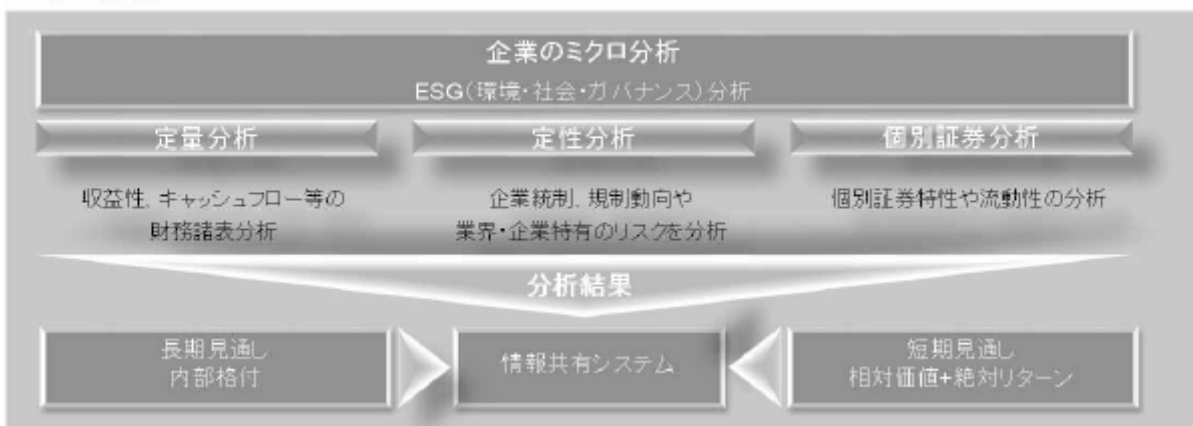 企業のミクロ分析
ESG(環境・社会・ガバナンス)分析
定量分析
定性分析
個別証券分析
収益性、キャッシュフロー等の
財務諸表分析
企業統制、規制動向や
業界・企業特有のリスクを分析
個別証券特性や流動性の分析
分析結果
長期見通し
内部格付
情報共有システム
短期見通し
相対価値+絶対リターン